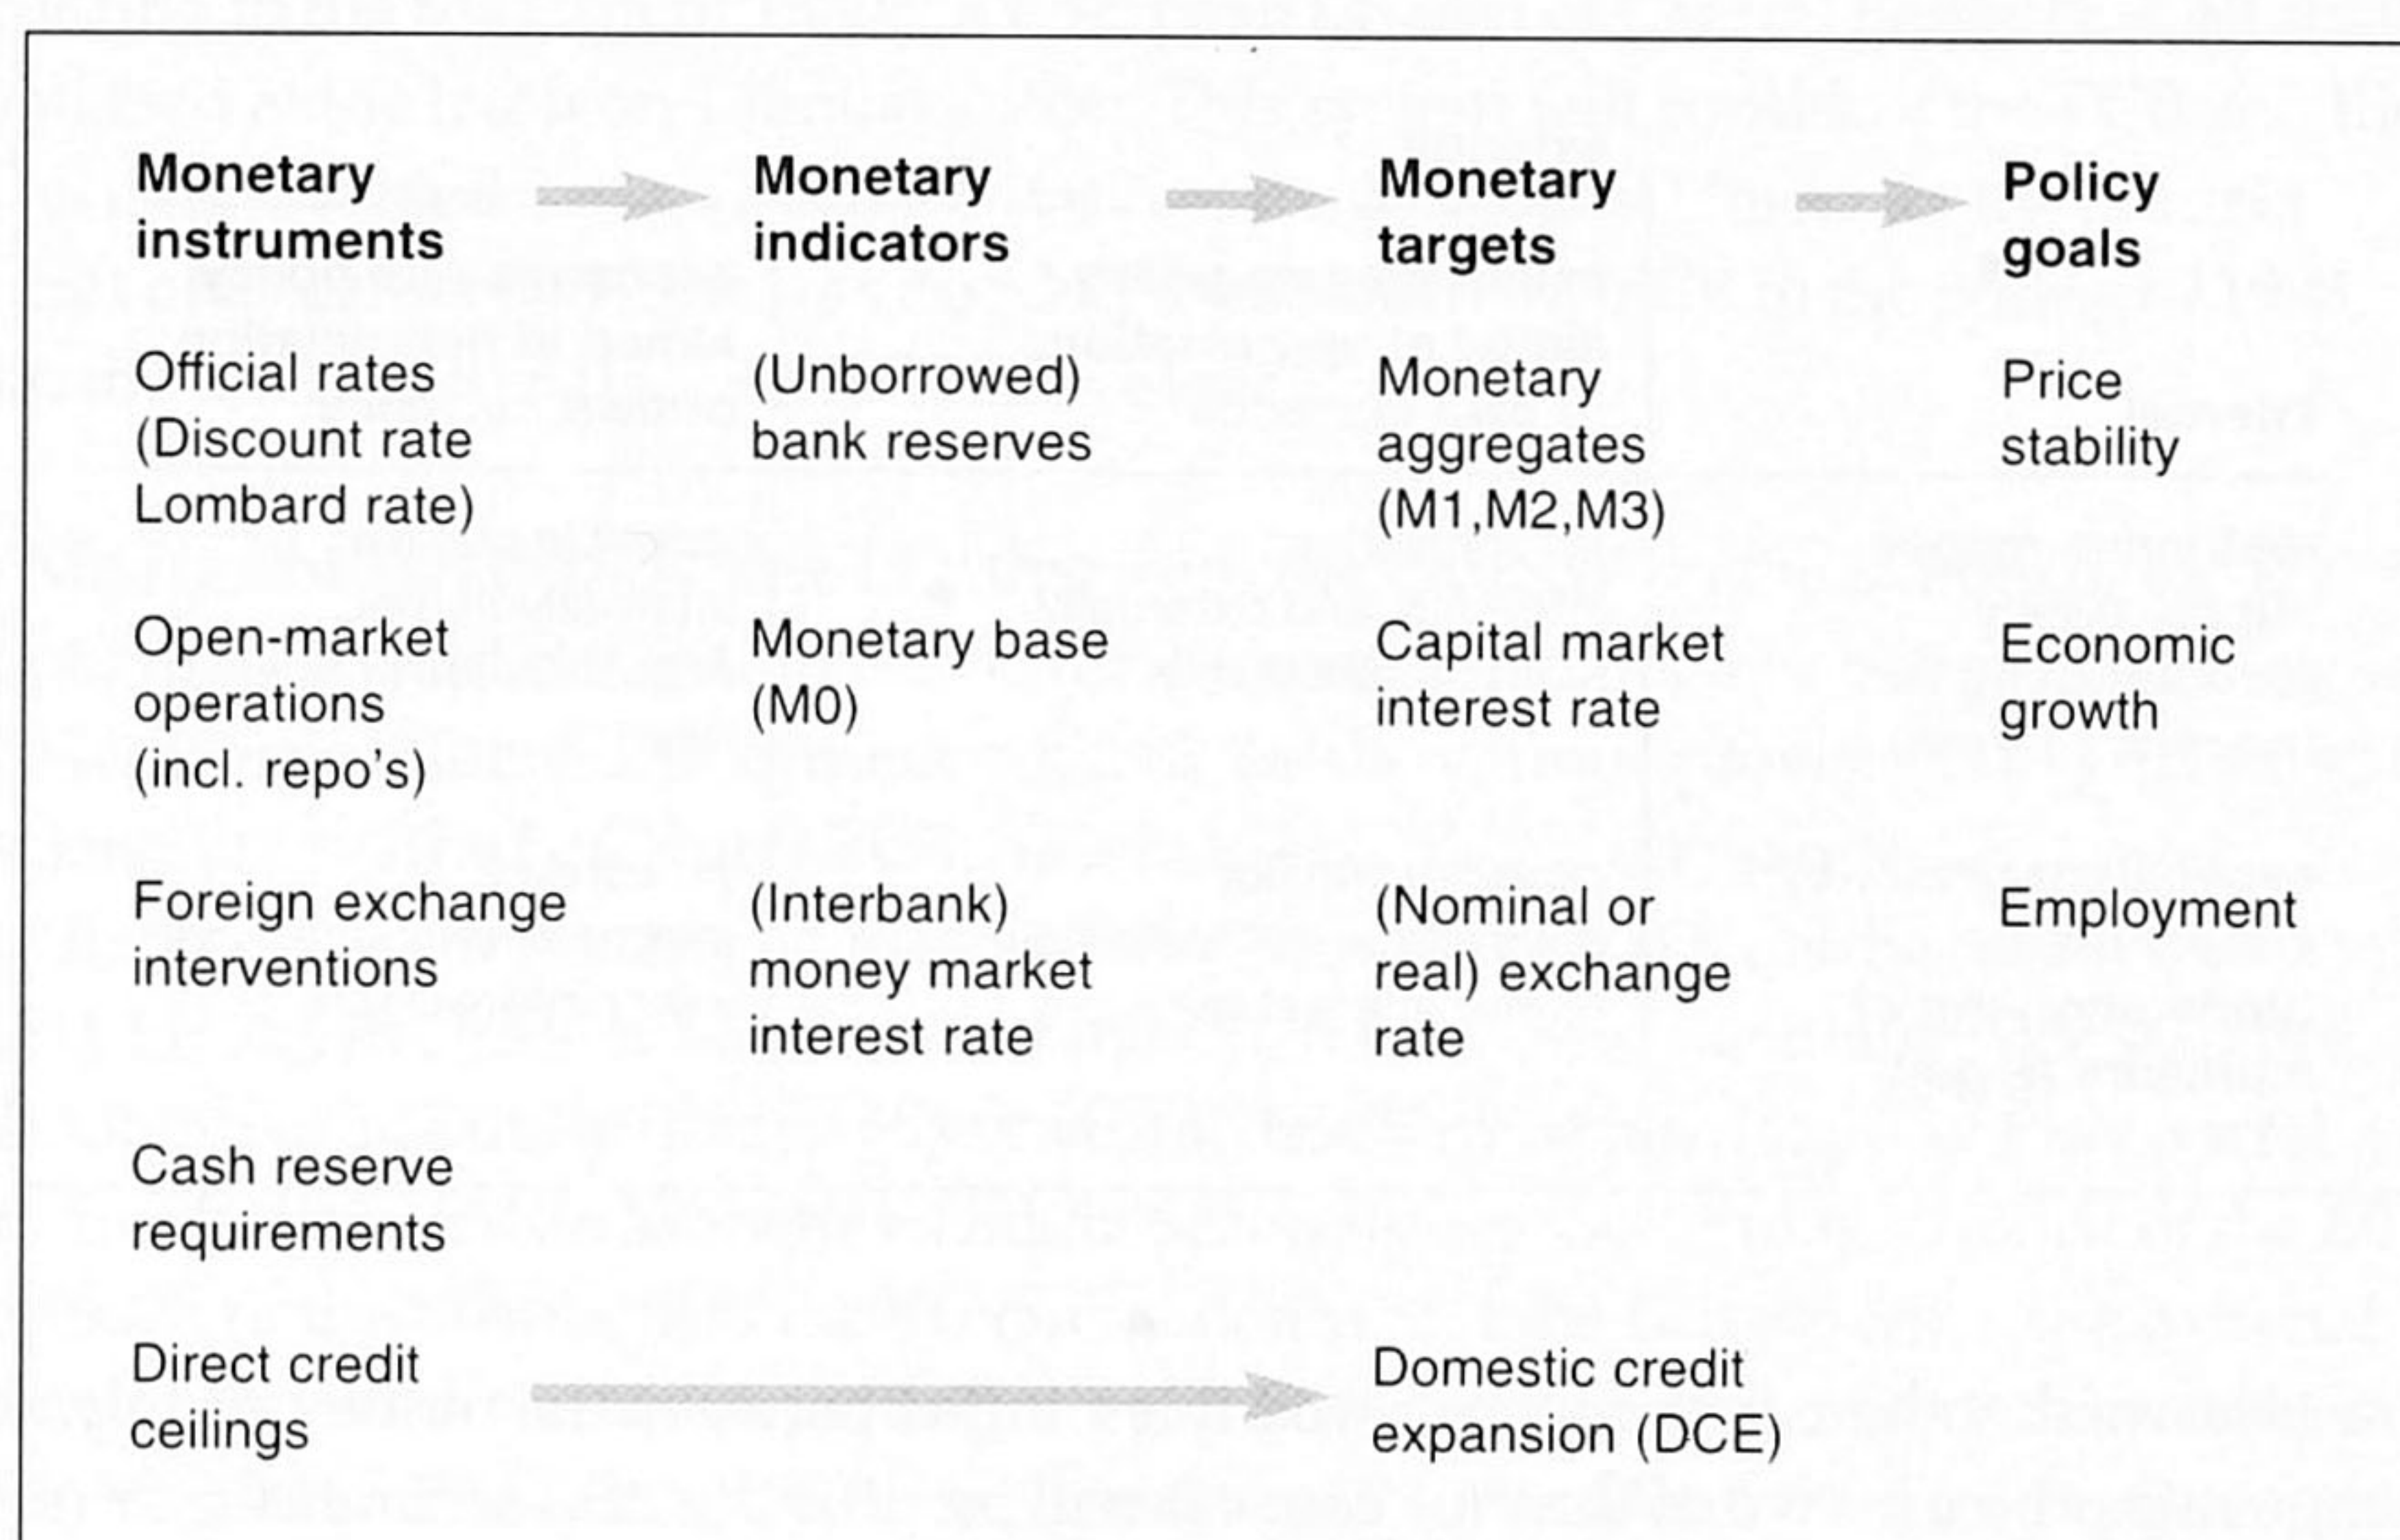 Monetary
instruments
Monetary
indicators
Monetary
targets
Policy
goals
Official rates
(Discount rate
Lombard rate)
(Unborrowed)
bank reserves
Monetary
aggregates
(M1,M2,M3)
Price
stability
Open-market
operations
(incl. repo's)
Monetary base
(M0)
Capital market
interest rate
Economic
growth
Foreign exchange
interventions
(Interbank)
money market
interest rate
(Nominal or
real) exchange
rate
Employment
Cash reserve
requirements
Direct credit
ceilings
Domestic credit
expansion (DCE)